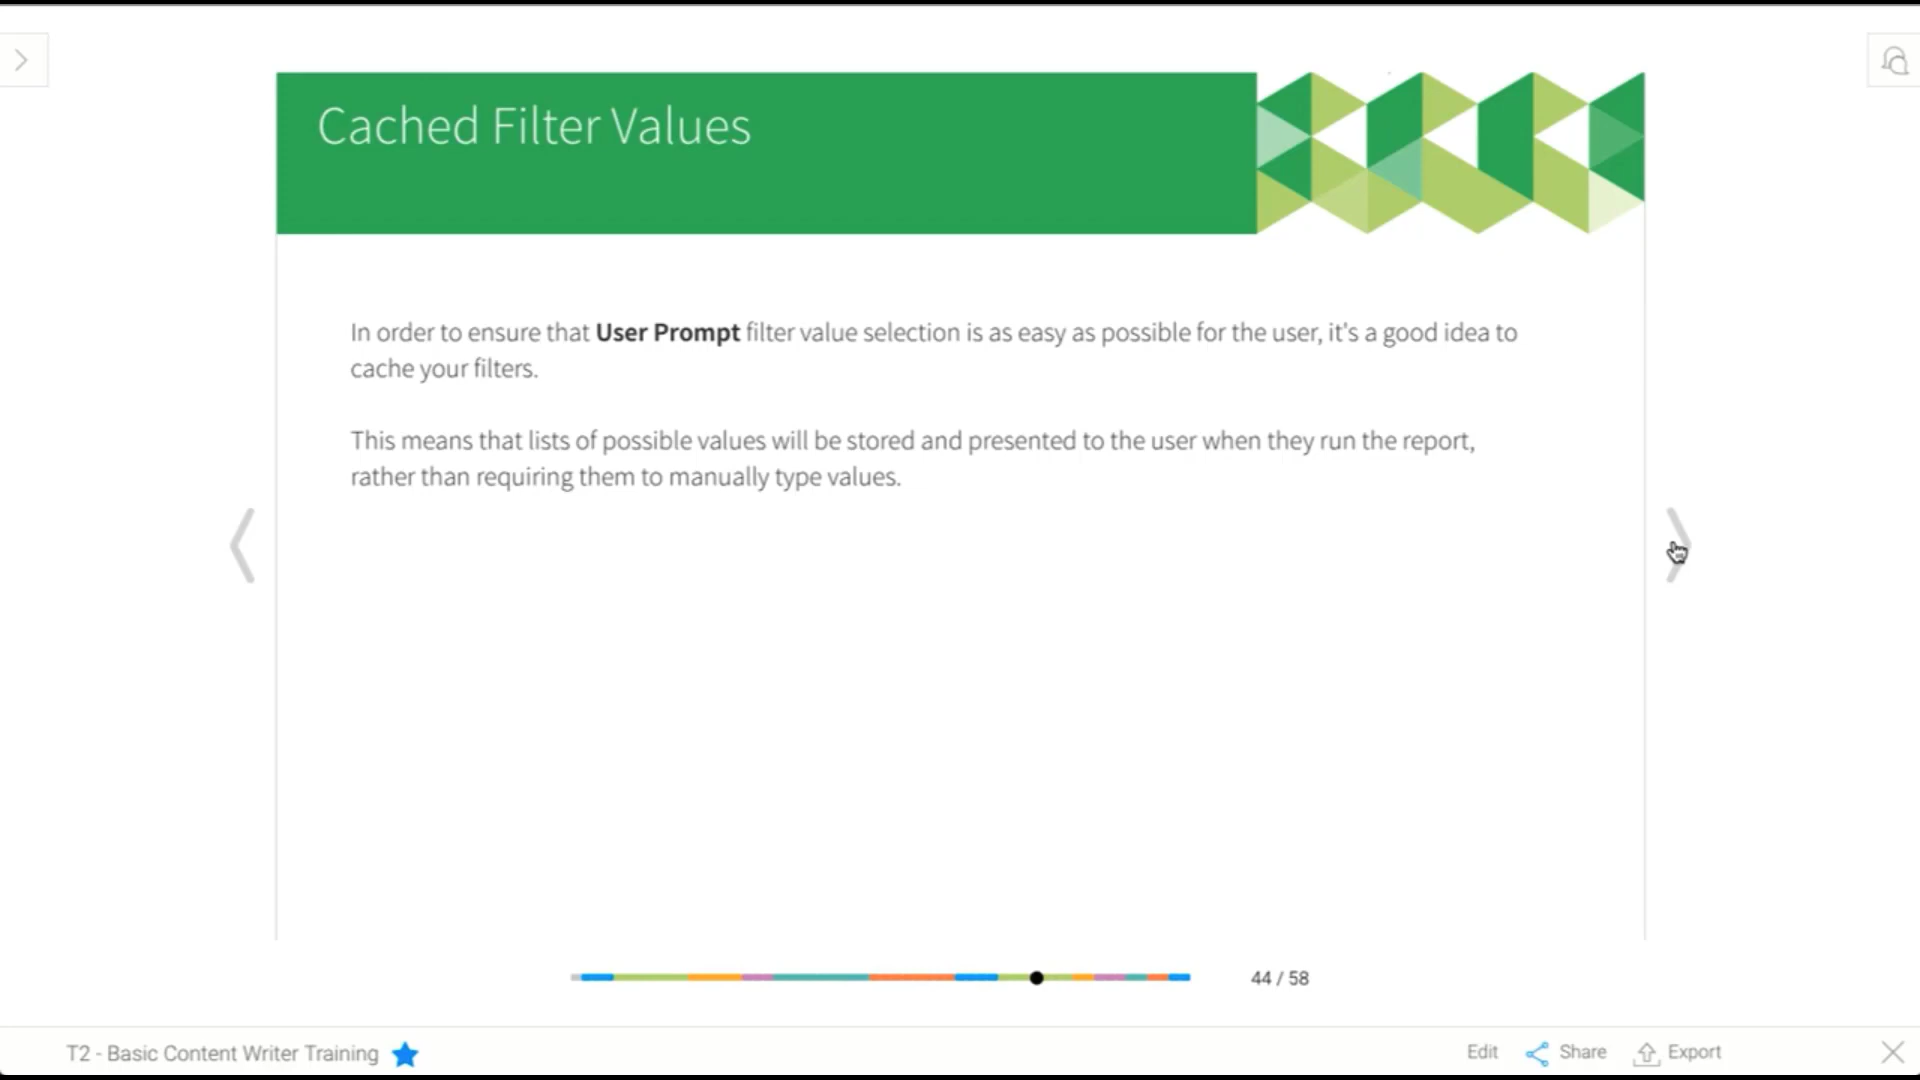 Cached Filter Values
In order to ensure that User Prompt filter value selection is as easy as possible for the user, it's a good idea to
cache your filters.
This means that lists of possible values will be stored and presented to the user when they run the report,
rather than requiring them to manually type values.
44 / 58
T2 - Basic Content Writer Training
Edit Share Export